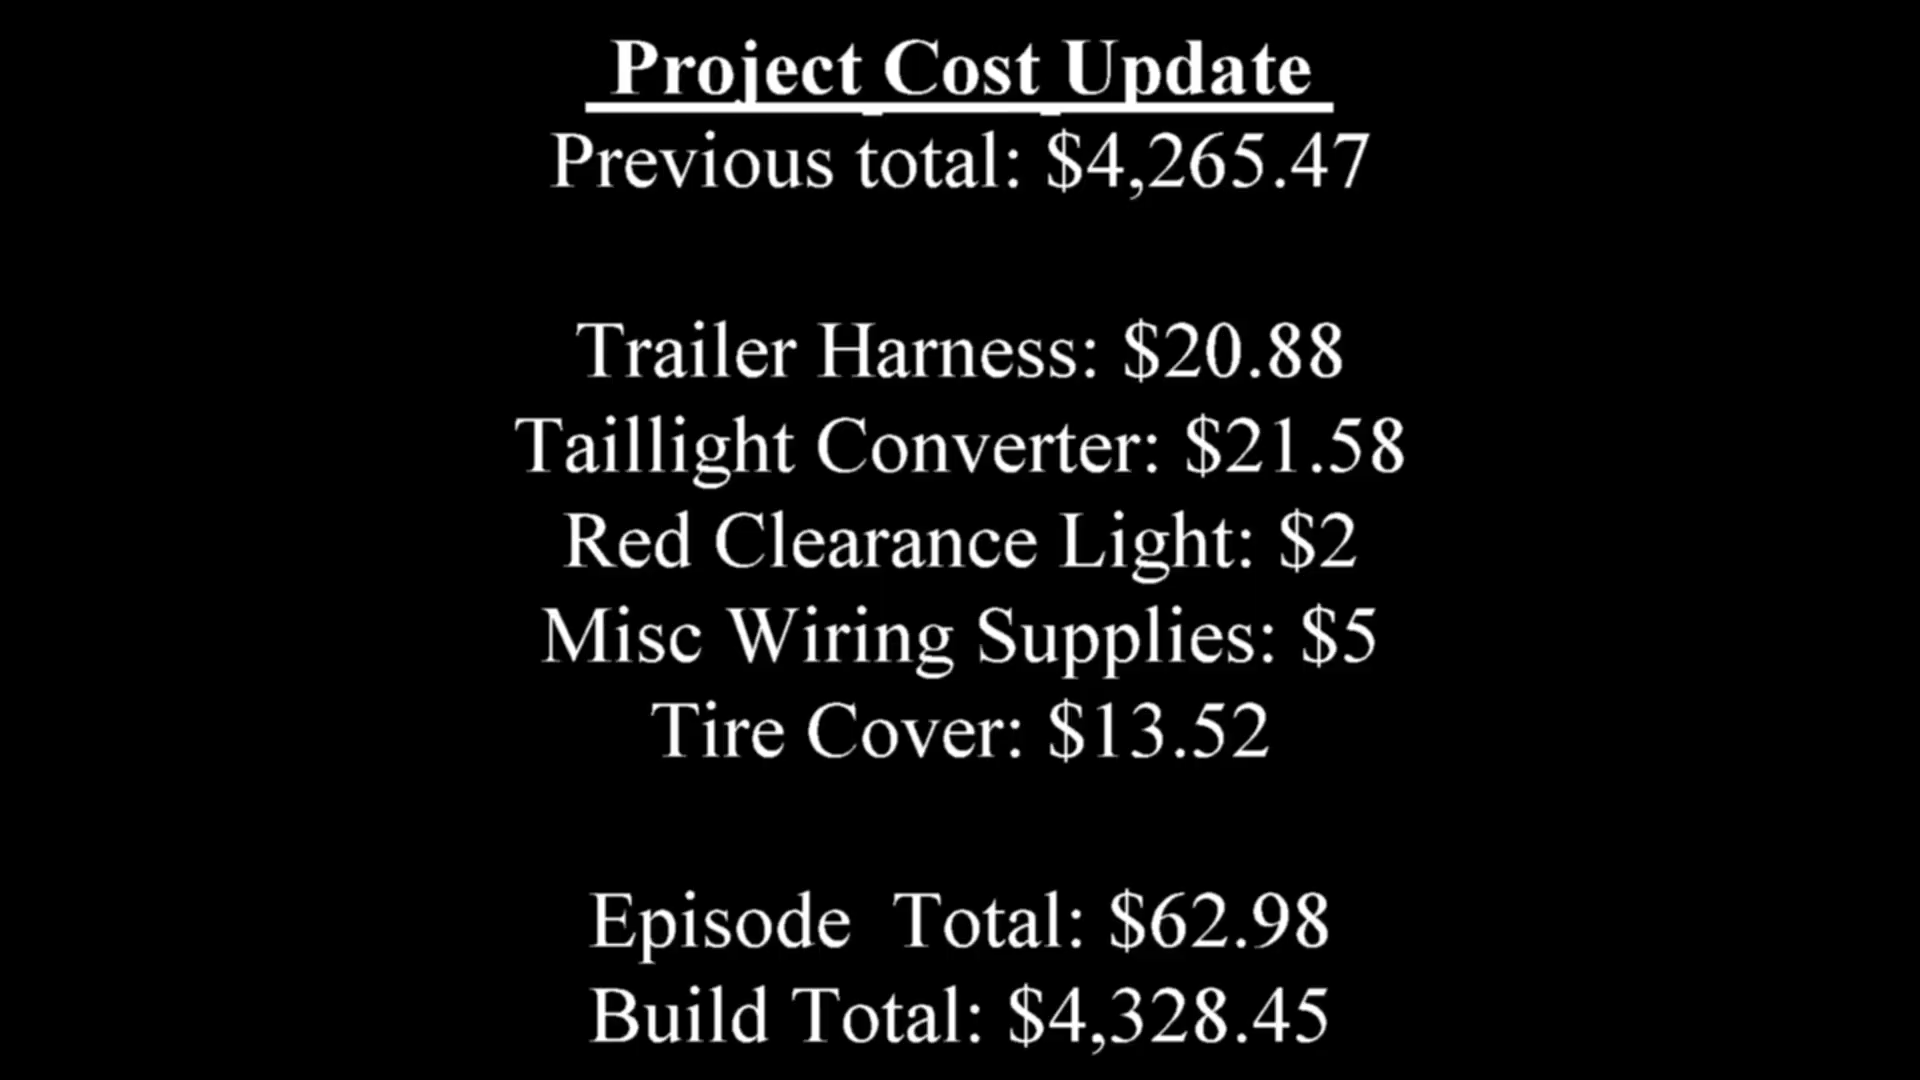 Project Cost Update
Previous total: $4,265.47
Trailer Harness: $20.88
Taillight Converter: $21.58
Red Clearance Light: $2
Misc Wiring Supplies: $5
Tire Cover: $13.52
Episode  Total: $62.98
Build Total: $4,328.45